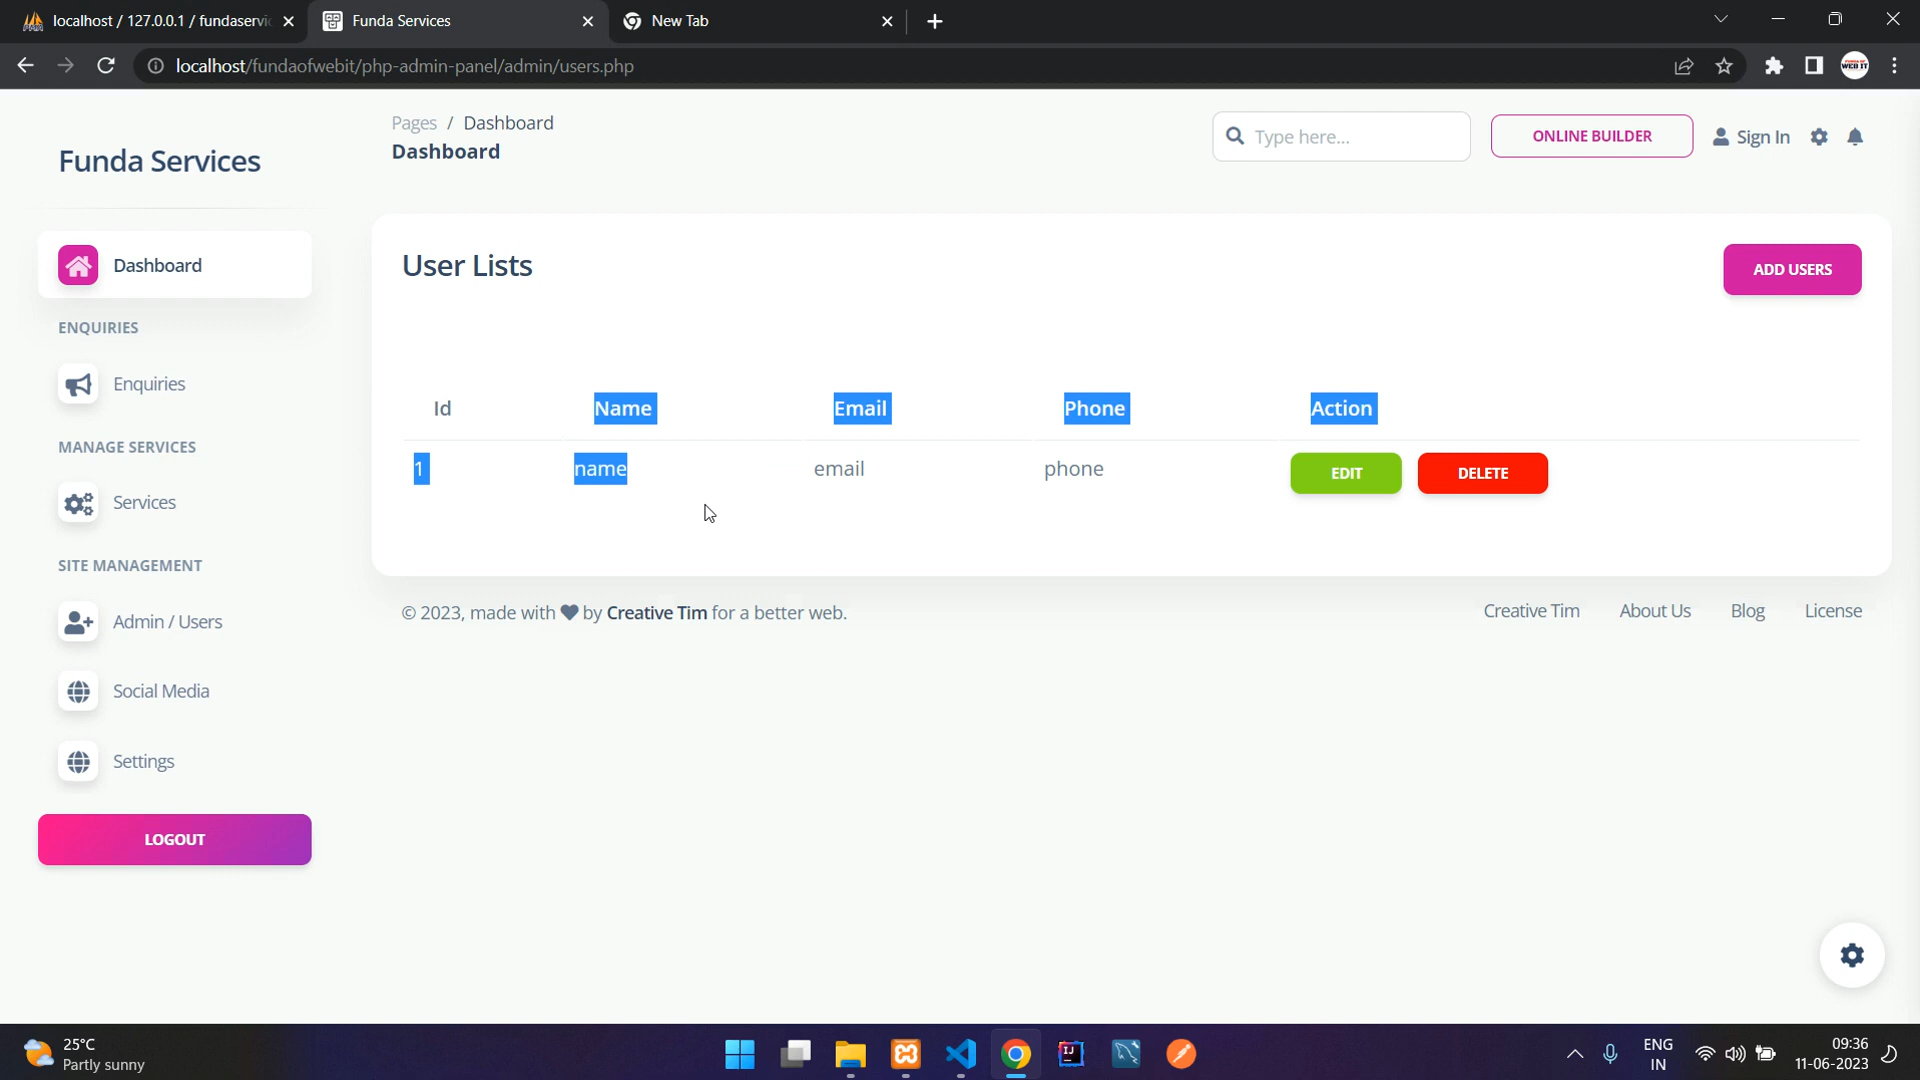 localhost / 127.0.0.1 / fundaservi
Funda Services
New Tab
localhost/fundaofwebit/php-admin-panel/admin/users.php
Pages / Dashboard
Dashboard
Type here...
ONLINE BUILDER
Sign In
Funda Services
Dashboard
ENQUIRIES
Enquiries
MANAGE SERVICES
Services
SITE MANAGEMENT
Admin / Users
Social Media
Settings
LOGOUT
User Lists
ADD USERS
Id Name Email Phone Action
1 name email phone EDIT DELETE
© 2023, made with by Creative Tim for a better web.
Creative Tim About Us Blog License
25°C
Partly sunny
ENG
IN
09:36
11-06-2023